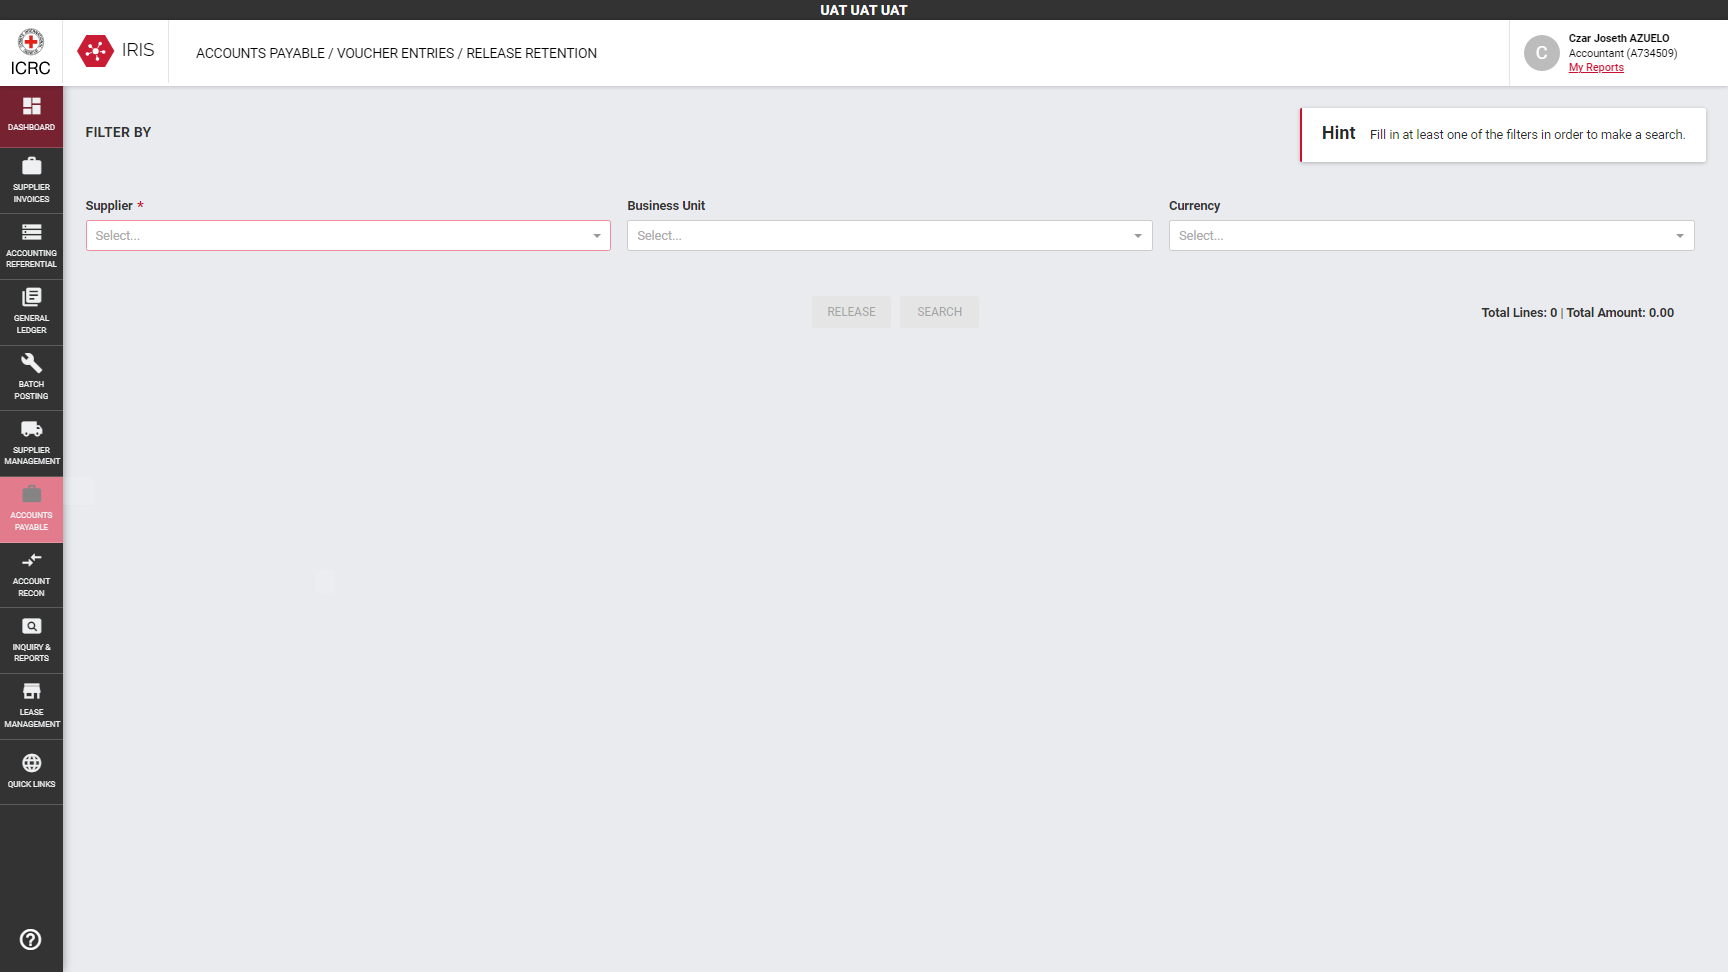 UAT UAT UAT
ICRC
IRIS
ACCOUNTS PAYABLE / VOUCHER ENTRIES / RELEASE RETENTION
C
Czar Joseth AZUELO
Accountant (A734509)
My Reports
DASHBOARD
SUPPLIER
INVOICES
ACCOUNTING
REFERENTIAL
GENERAL
LEDGER
BATCH
POSTING
SUPPLIER
MANAGEMENT
ACCOUNTS
PAYABLE
ACCOUNT
RECON
INQUIRY &
REPORTS
LEASE
MANAGEMENT
QUICK LINKS
FILTER BY
Hint Fill in at least one of the filters in order to make a search.
Supplier * Business Unit Currency
Select... Select... Select...
RELEASE SEARCH Total Lines: 0 | Total Amount: 0.00